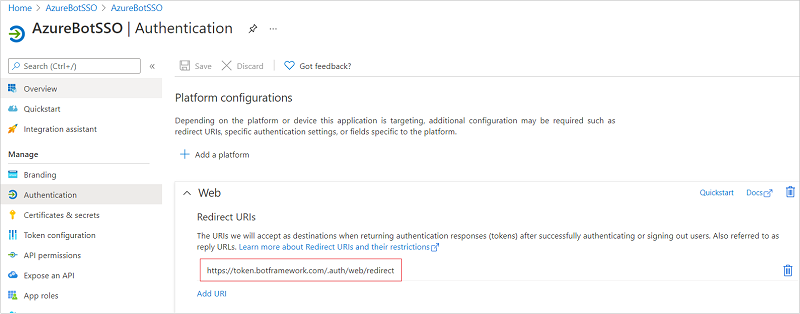 Home > AzureBotSSO > AzureBotSSO
AzureBotSSO | Authentication
Search (Ctrl+/)
Overview
Quickstart
Integration assistant
Manage
Branding
Authentication
Certificates & secrets
Token configuration
API permissions
Expose an API
App roles
Save Discard Got feedback?
Platform configurations
Depending on the platform or device this application is targeting, additional configuration may be required such as
redirect URIs, specific authentication settings, or fields specific to the platform.
Add a platform
Web Quickstart Docs
Redirect URIs
The URIs we will accept as destinations when returning authentication responses (tokens) after successfully authenticating or signing out users. Also referred to as
reply URLs. Learn more about Redirect URIs and their restrictions
https://token.botframework.com/.auth/web/redirect
Add URI